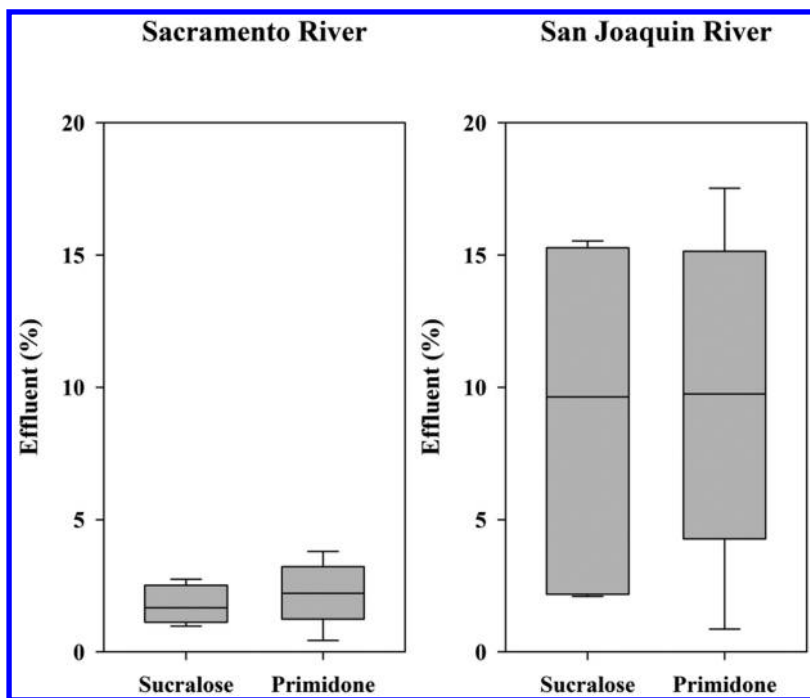 Sacramento River
San Joaquin River
20
15
10
5
0
Effluent (%)
Sucralose Primidone
20
15
10
5
0
Effluent (%)
Sucralose Primidone